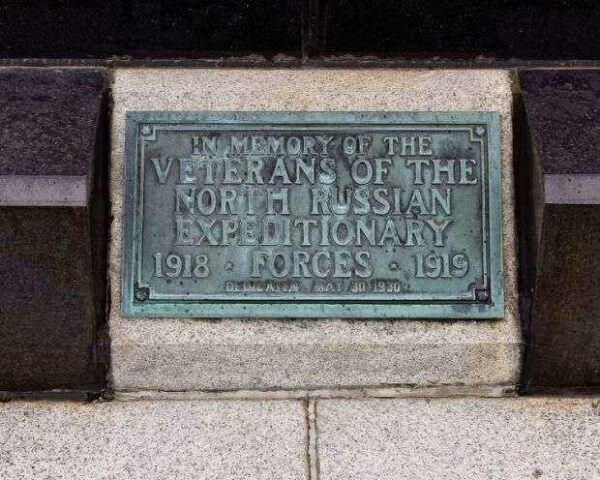 IN MEMORY OF THE
VETERANS OF THE
NORTH RUSSIAN
EXPEDITIONARY
1918 · FORCES · 1919
DEDICATED MAY 30 1930